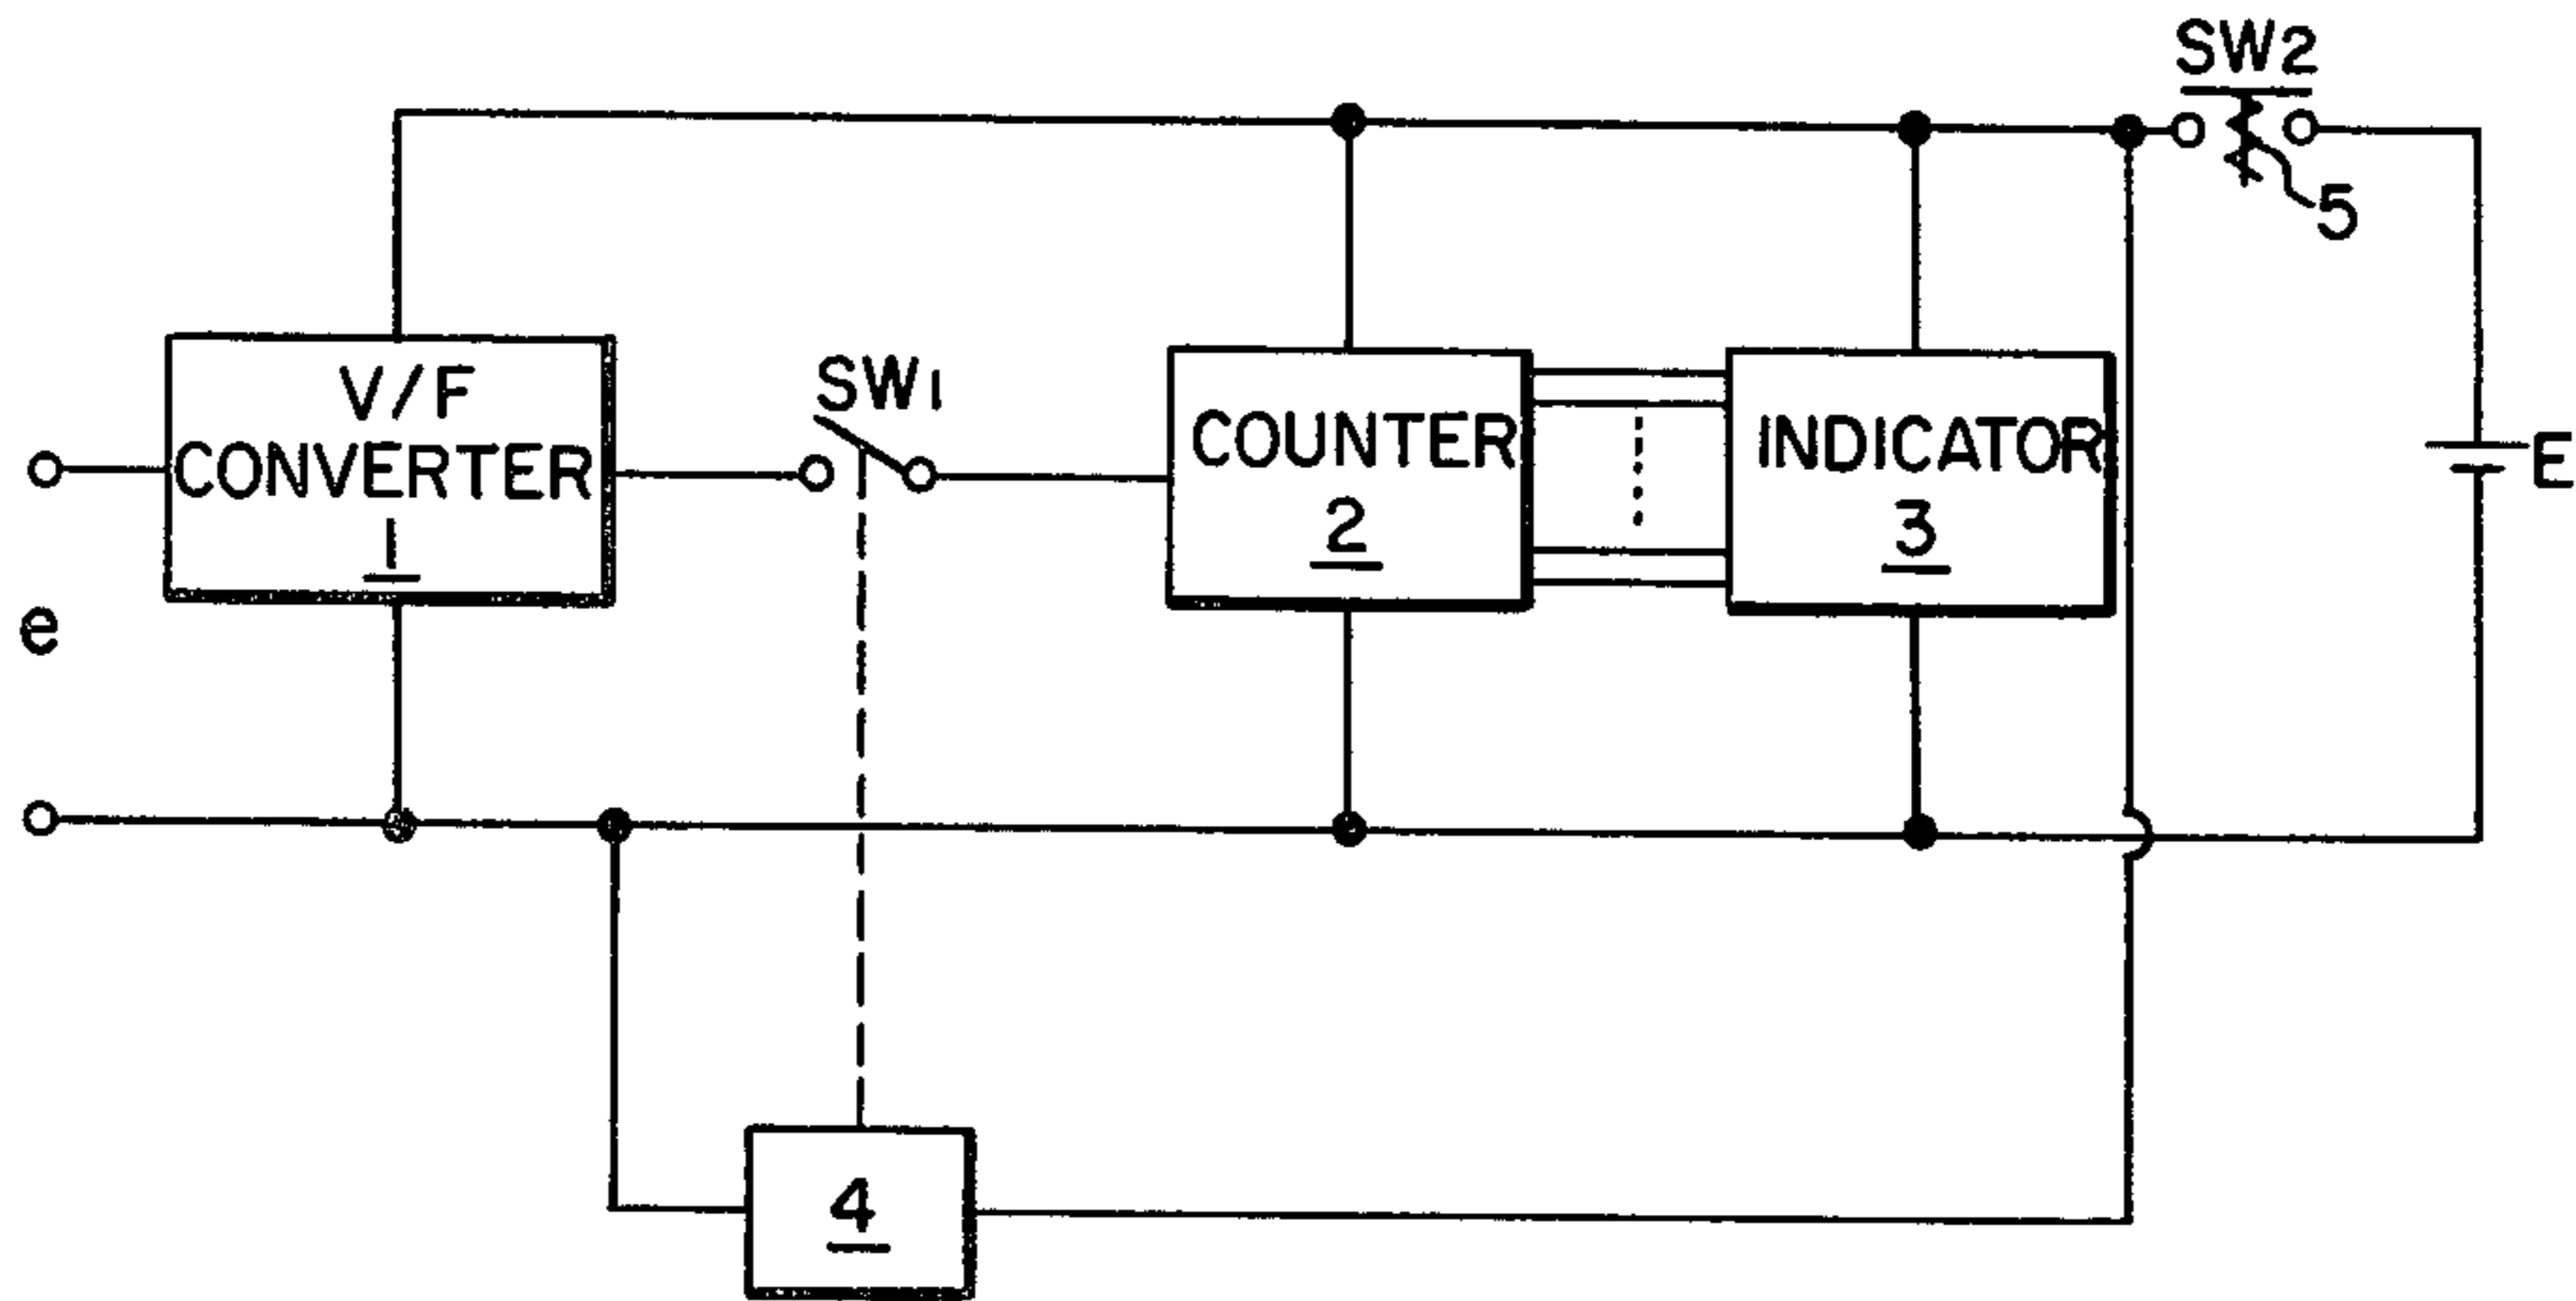 SW2
5
V/F
CONVERTER
1
SW1
COUNTER
2
INDICATOR
3
E
e
4